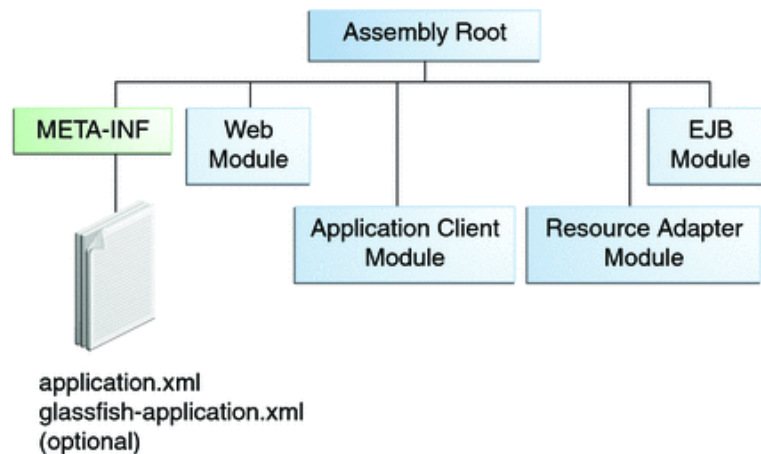 Assembly Root
META-INF
Web
Module
EJB
Module
Application Client
Module
Resource Adapter
Module
application.xml
glassfish-application.xml
(optional)